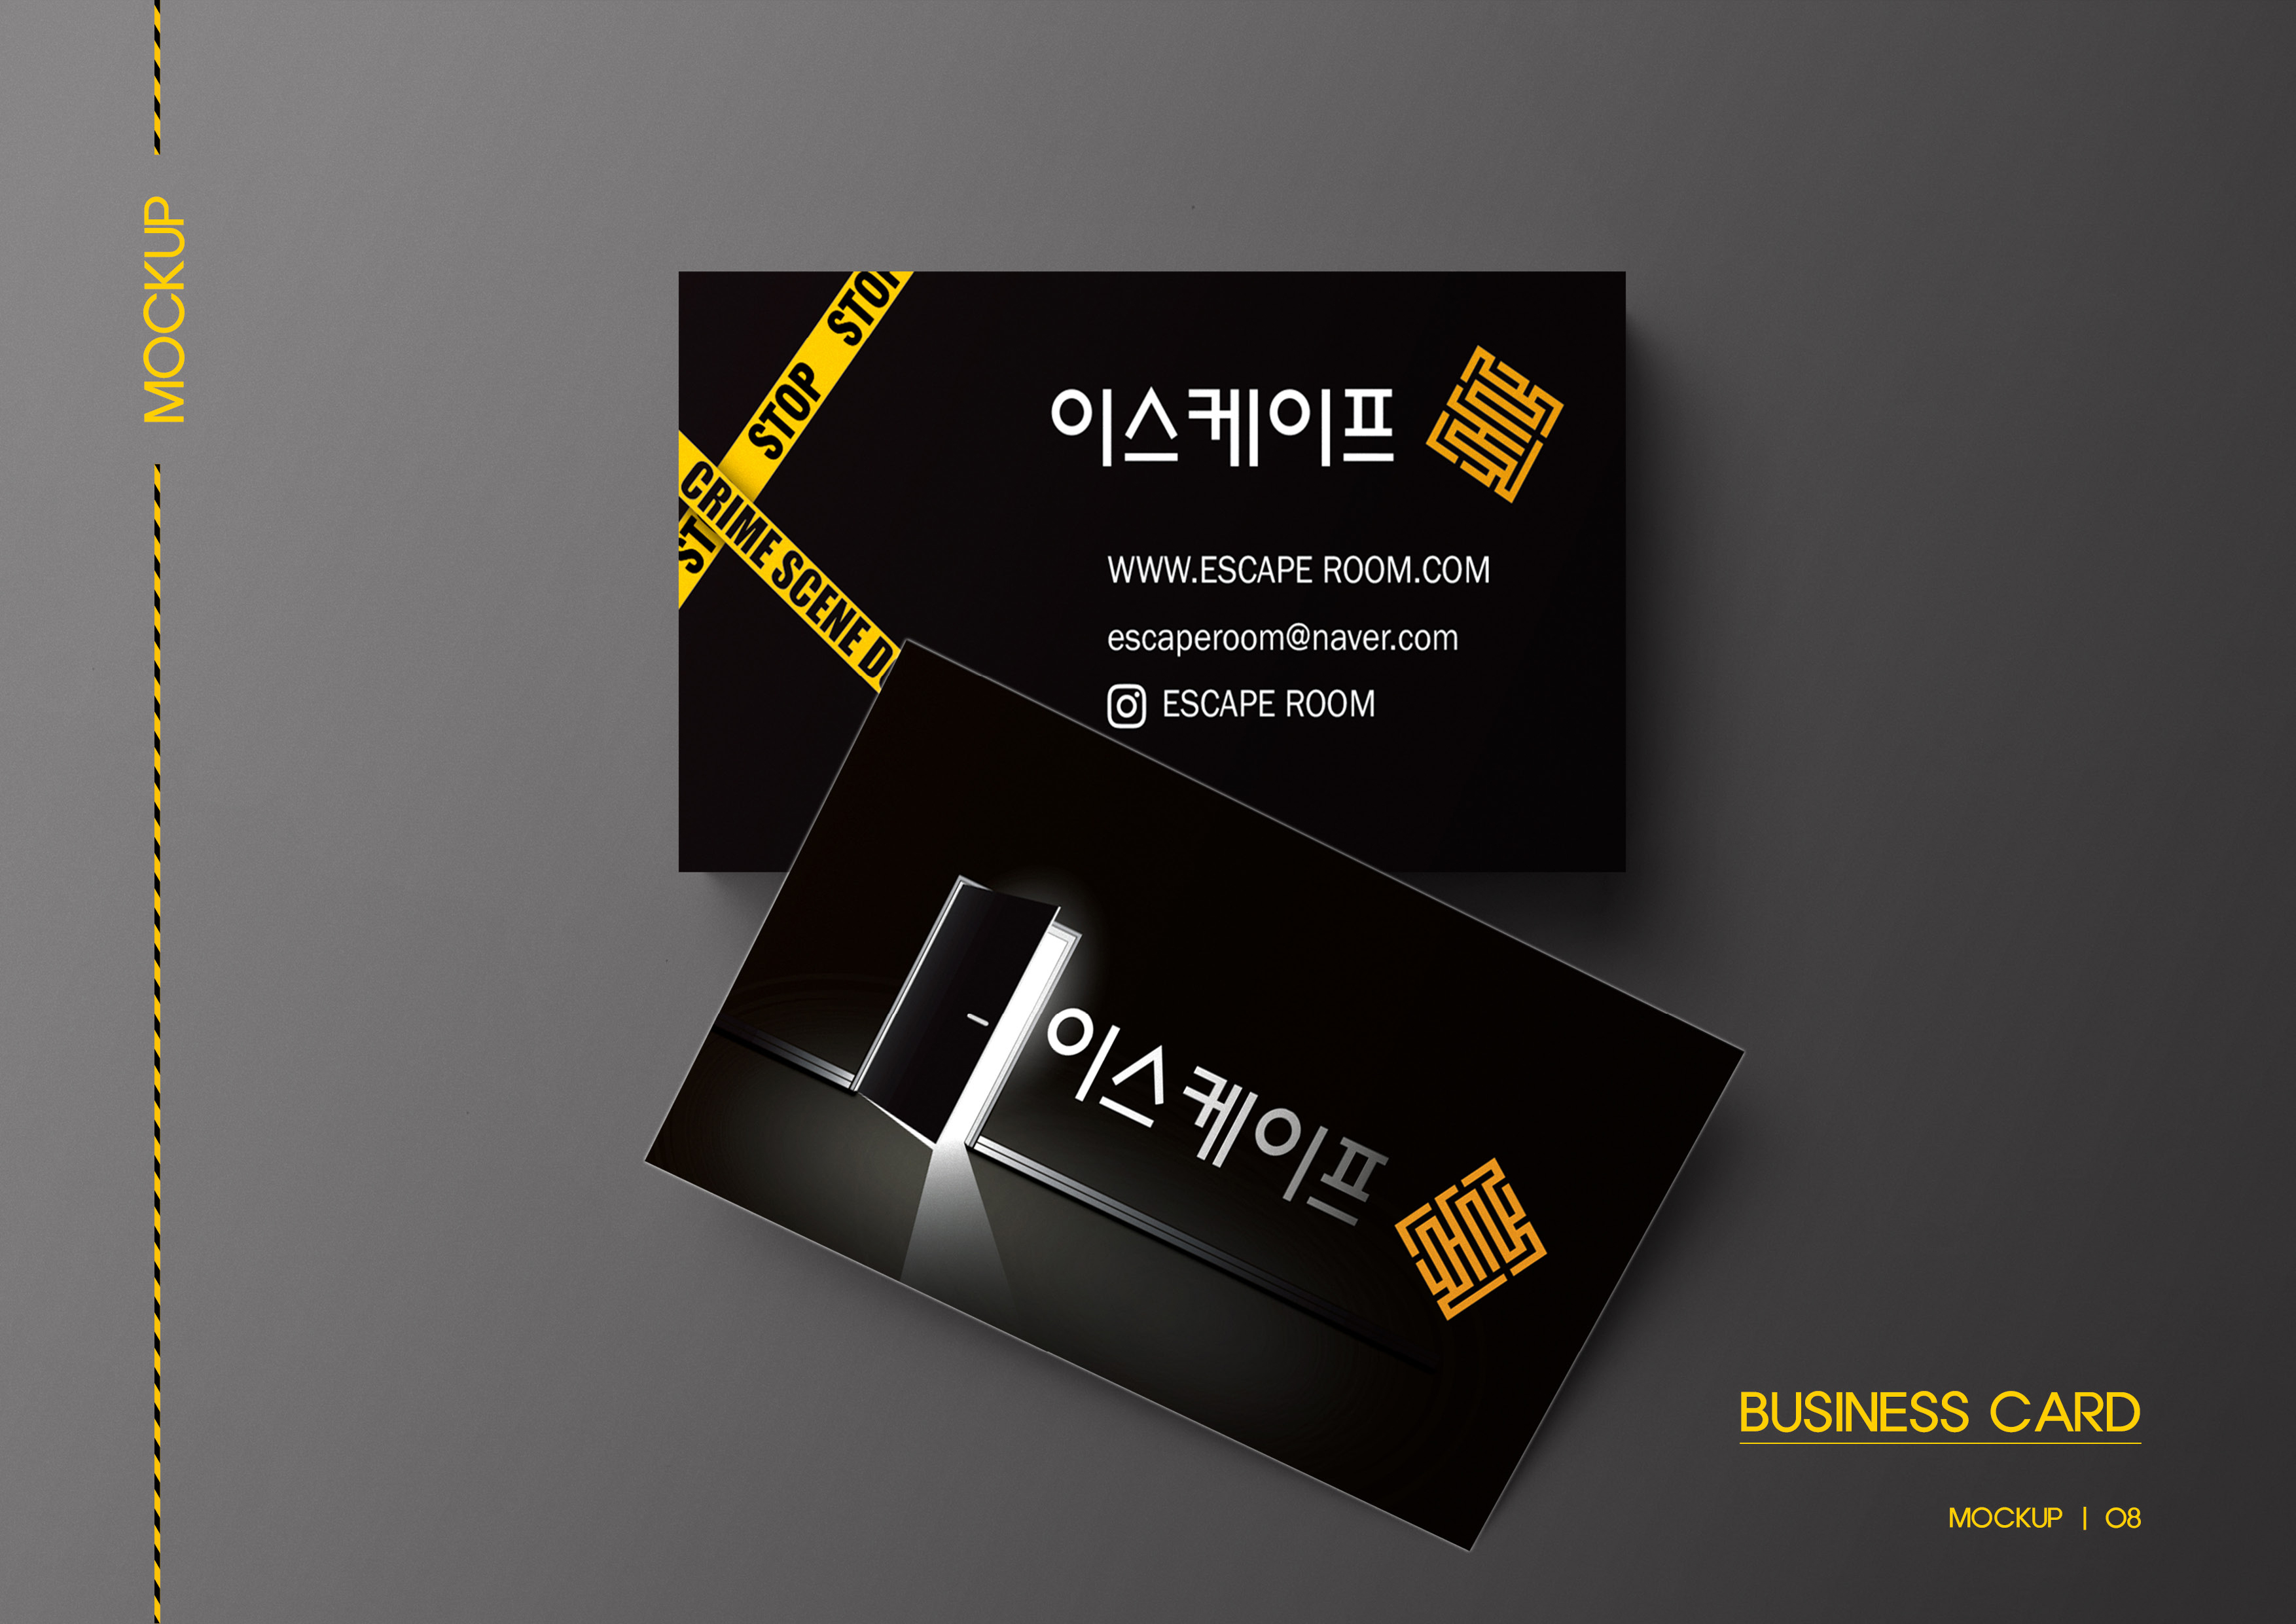 MOCKUP
STOP
STOP
ST
CRIME SCENE D
이스케이프
WWW.ESCAPE ROOM.COM
escaperoom@naver.com
ESCAPE ROOM
이스케이프
BUSINESS CARD
MOCKUP | 08